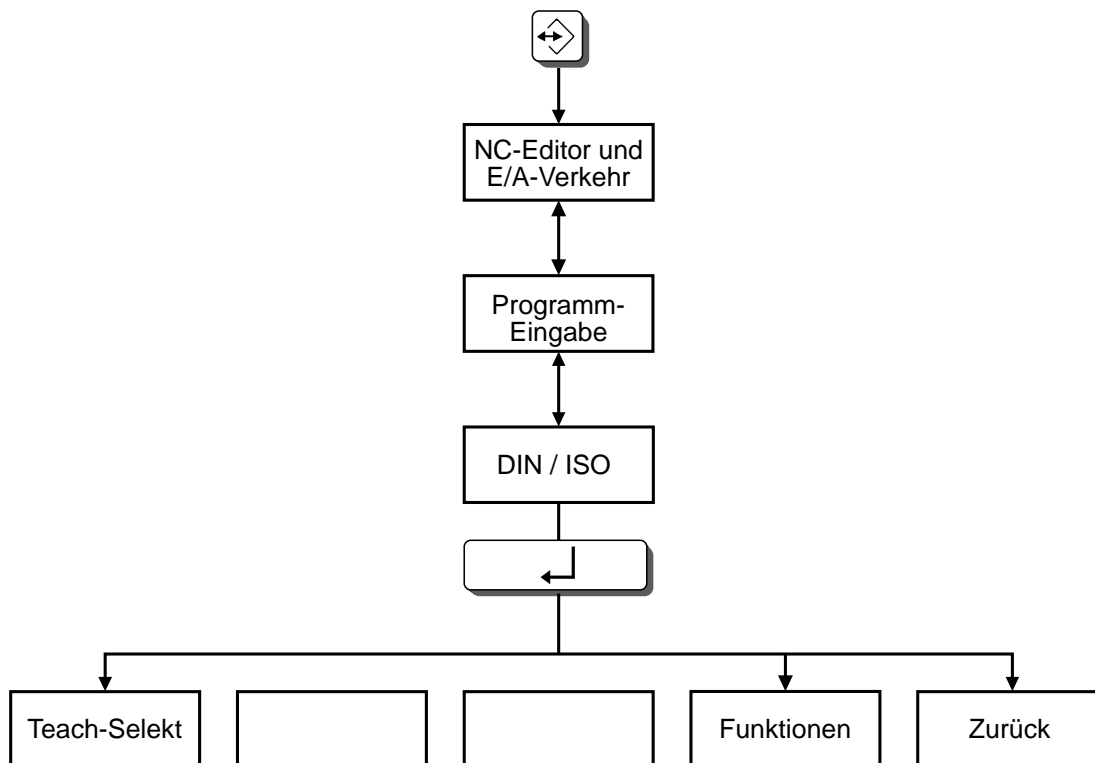 NC-Editor und
E/A-Verkehr
Programm-
Eingabe
DIN / ISO
Teach-Selekt
Funktionen
Zurück